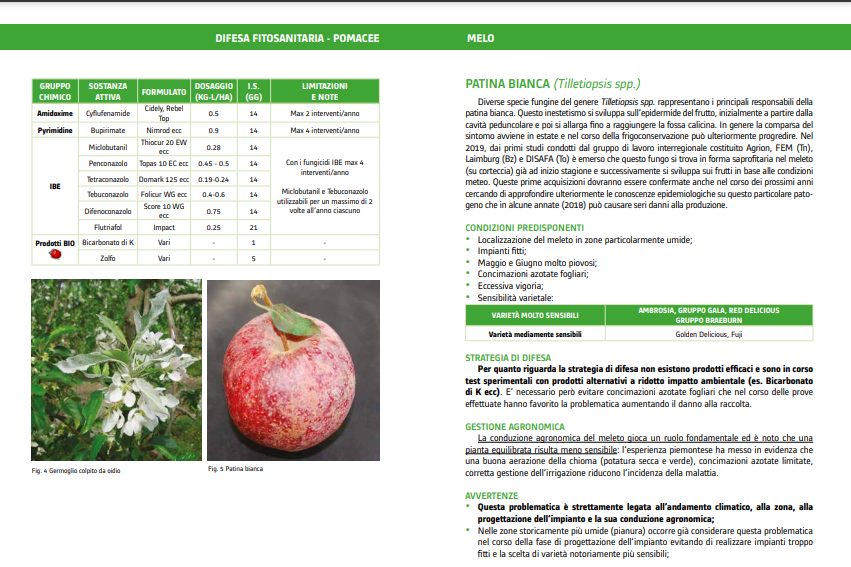 DIFESA FITOSANITARIA - POMACEE
GRUPPO CHIMICO SOSTANZA ATTIVA FORMULATO DOSAGGIO (KG-L/HA) I.S. (GG) LIMITAZIONI E NOTE
Amidoxime Cyflufenamide Cidely, Rebel Top 0.5 14 Max 2 interventi/anno
Pyrimidine Bupirimate Nimrod ecc 0.9 14 Max 4 interventi/anno
IBE
Miclobutanil Thiocur 20 EW ecc 0.28 14
Penconazolo Topas 10 EC ecc 0.45 - 0.5 14
Tetraconazolo Domark 125 ecc 0.19-0.24 14
Tebuconazolo Folicur WG ecc 0.4-0.6 14
Difenoconazolo Score 10 WG ecc 0.75 14
Flutriafol Impact 0.25 21
Con i fungicidi IBE max 4
interventi/anno
Miclobutanil e Tebuconazolo
utilizzabili per un massimo di 2
volte all'anno ciascuno
Prodotti BIO Bicarbonato di K Vari - 1 -
Zolfo Vari - 5 -
Fig. 4 Germoglio colpito da oidio
Fig. 5 Patina bianca
MELO
PATINA BIANCA (Tilletiopsis spp.)
Diverse specie fungine del genere Tilletiopsis spp. rappresentano i principali responsabili della
patina bianca. Questo inestetismo si sviluppa sull'epidermide del frutto, inizialmente a partire dalla
cavità peduncolare e poi si allarga fino a raggiungere la fossa calicina. In genere la comparsa del
sintomo avviene in estate e nel corso della frigoconservazione può ulteriormente progredire. Nel
2019, dai primi studi condotti dal gruppo di lavoro interregionale costituito Agrion, FEM (Tn),
Laimburg (Bz) e DISAFA (To) è emerso che questo fungo si trova in forma saprofitaria nel meleto
(su corteccia) già ad inizio stagione e successivamente si sviluppa sui frutti in base alle condizioni
meteo. Queste prime acquisizioni dovranno essere confermate anche nel corso dei prossimi anni
cercando di approfondire ulteriormente le conoscenze epidemiologiche su questo particolare pato-
geno che in alcune annate (2018) può causare seri danni alla produzione.
CONDIZIONI PREDISPONENTI
• Localizzazione del meleto in zone particolarmente umide;
• Impianti fitti;
• Maggio e Giugno molto piovosi;
• Concimazioni azotate fogliari;
• Eccessiva vigoria;
• Sensibilità varietale:
VARIETÀ MOLTO SENSIBILI AMBROSIA, GRUPPO GALA, RED DELICIOUS
GRUPPO BRAEBURN
Varietà mediamente sensibili Golden Delicious, Fuji
STRATEGIA DI DIFESA
Per quanto riguarda la strategia di difesa non esistono prodotti efficaci e sono in corso
test sperimentali con prodotti alternativi a ridotto impatto ambientale (es. Bicarbonato
di K ecc). E' necessario però evitare concimazioni azotate fogliari che nel corso delle prove
effettuate hanno favorito la problematica aumentando il danno alla raccolta.
GESTIONE AGRONOMICA
La conduzione agronomica del meleto gioca un ruolo fondamentale ed è noto che una
pianta equilibrata risulta meno sensibile: l'esperienza piemontese ha messo in evidenza che
una buona aerazione della chioma (potatura secca e verde), concimazioni azotate limitate,
corretta gestione dell'irrigazione riducono l'incidenza della malattia.
AVVERTENZE
• Questa problematica è strettamente legata all'andamento climatico, alla zona, alla
progettazione dell'impianto e la sua conduzione agronomica;
• Nelle zone storicamente più umide (pianura) occorre già considerare questa problematica
nel corso della fase di progettazione dell'impianto evitando di realizzare impianti troppo
fitti e la scelta di varietà notoriamente più sensibili;